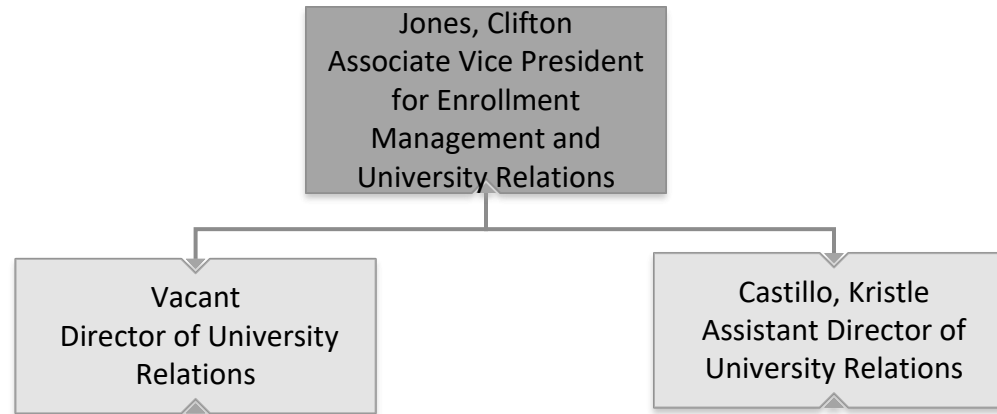 Jones, Clifton
Associate Vice President
for Enrollment
Management and
University Relations
Vacant
Director of University
Relations
Castillo, Kristle
Assistant Director of
University Relations